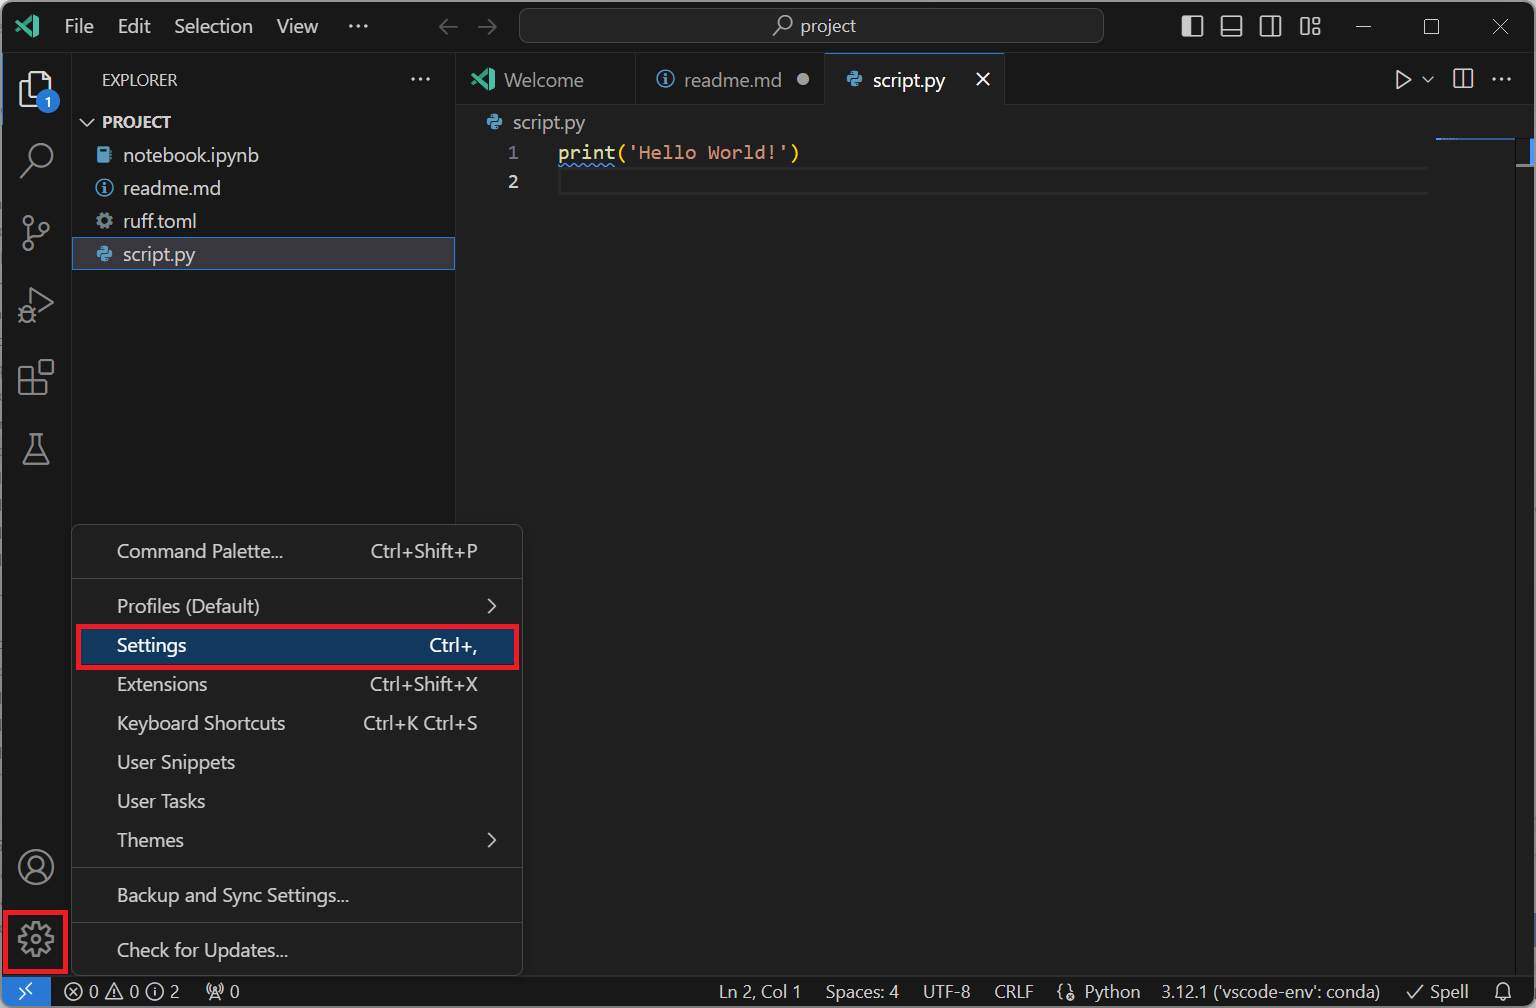 File Edit Selection View ···
project
EXPLORER ···
Welcome
readme.md
script.py
1
PROJECT
notebook.ipynb
readme.md
ruff.toml
script.py
script.py
1 print('Hello World!')
2
Command Palette... Ctrl+Shift+P
Profiles (Default)
Settings Ctrl+,
Extensions Ctrl+Shift+X
Keyboard Shortcuts Ctrl+K Ctrl+S
User Snippets
User Tasks
Themes
Backup and Sync Settings...
Check for Updates...
0 0 2 0 Ln 2, Col 1 Spaces: 4 UTF-8 CRLF Python 3.12.1 ('vscode-env': conda) Spell